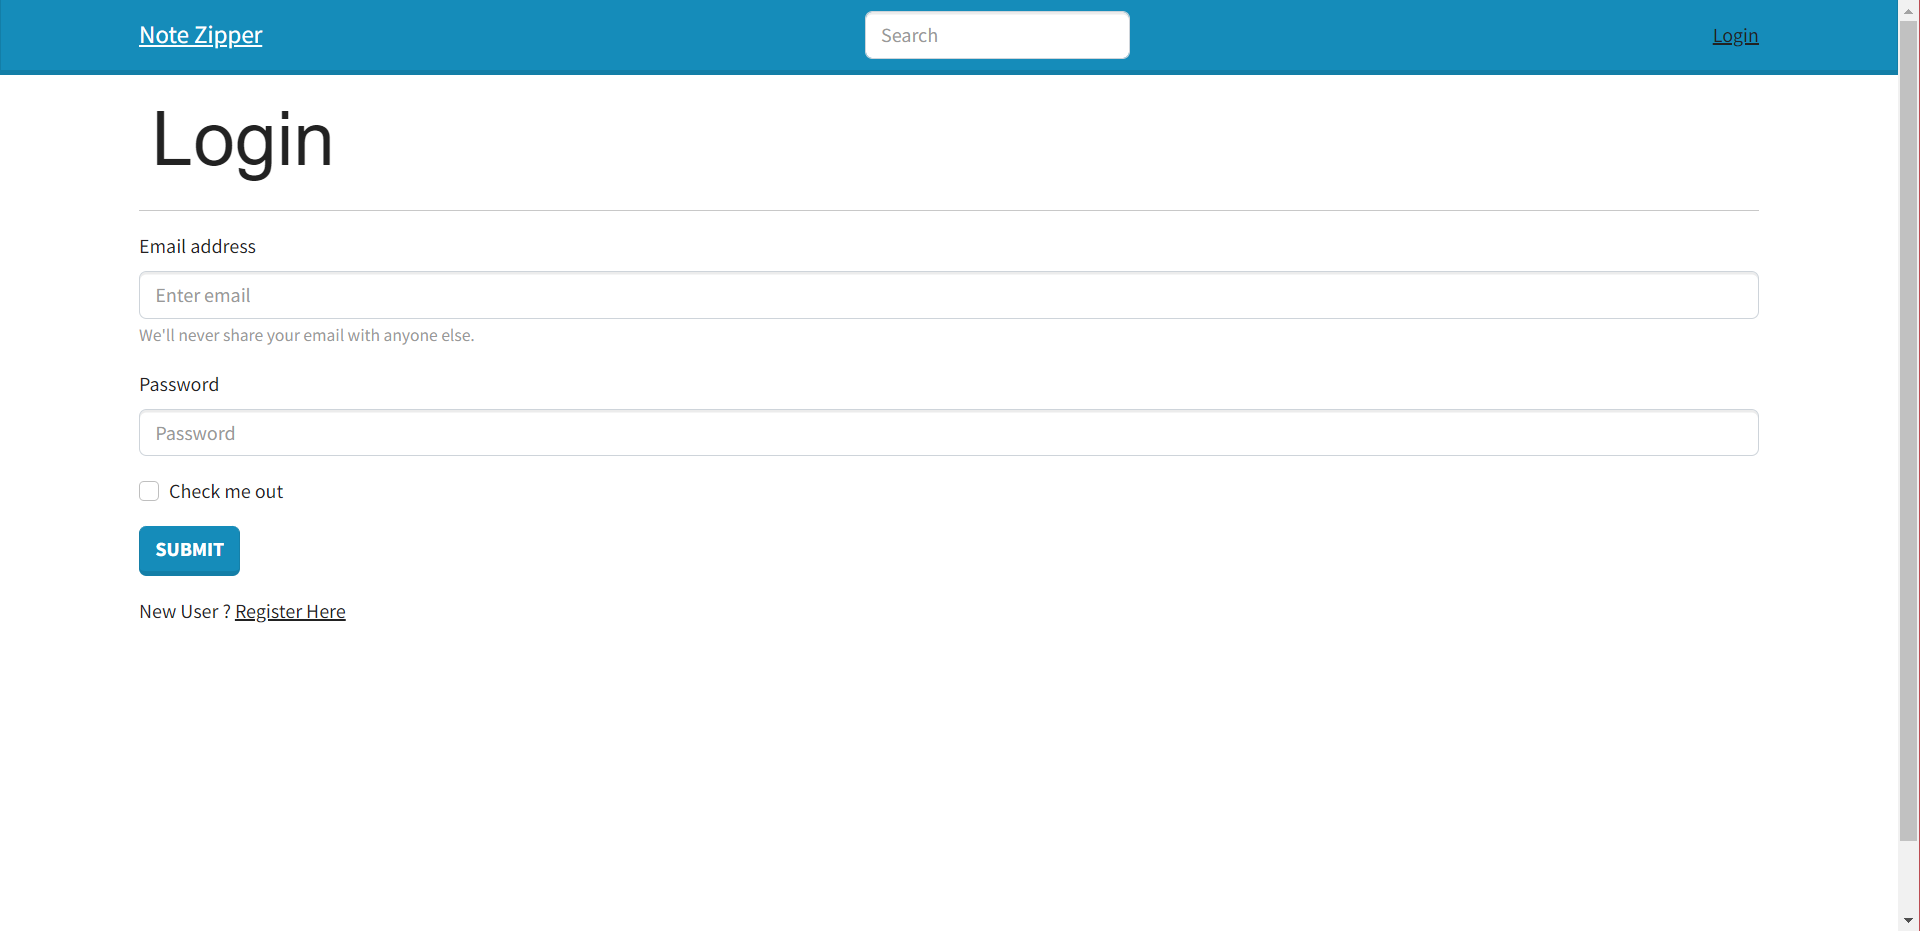 Note Zipper
Search
Login
Login
Email address
Enter email
We'll never share your email with anyone else.
Password
Password
Check me out
SUBMIT
New User ? Register Here